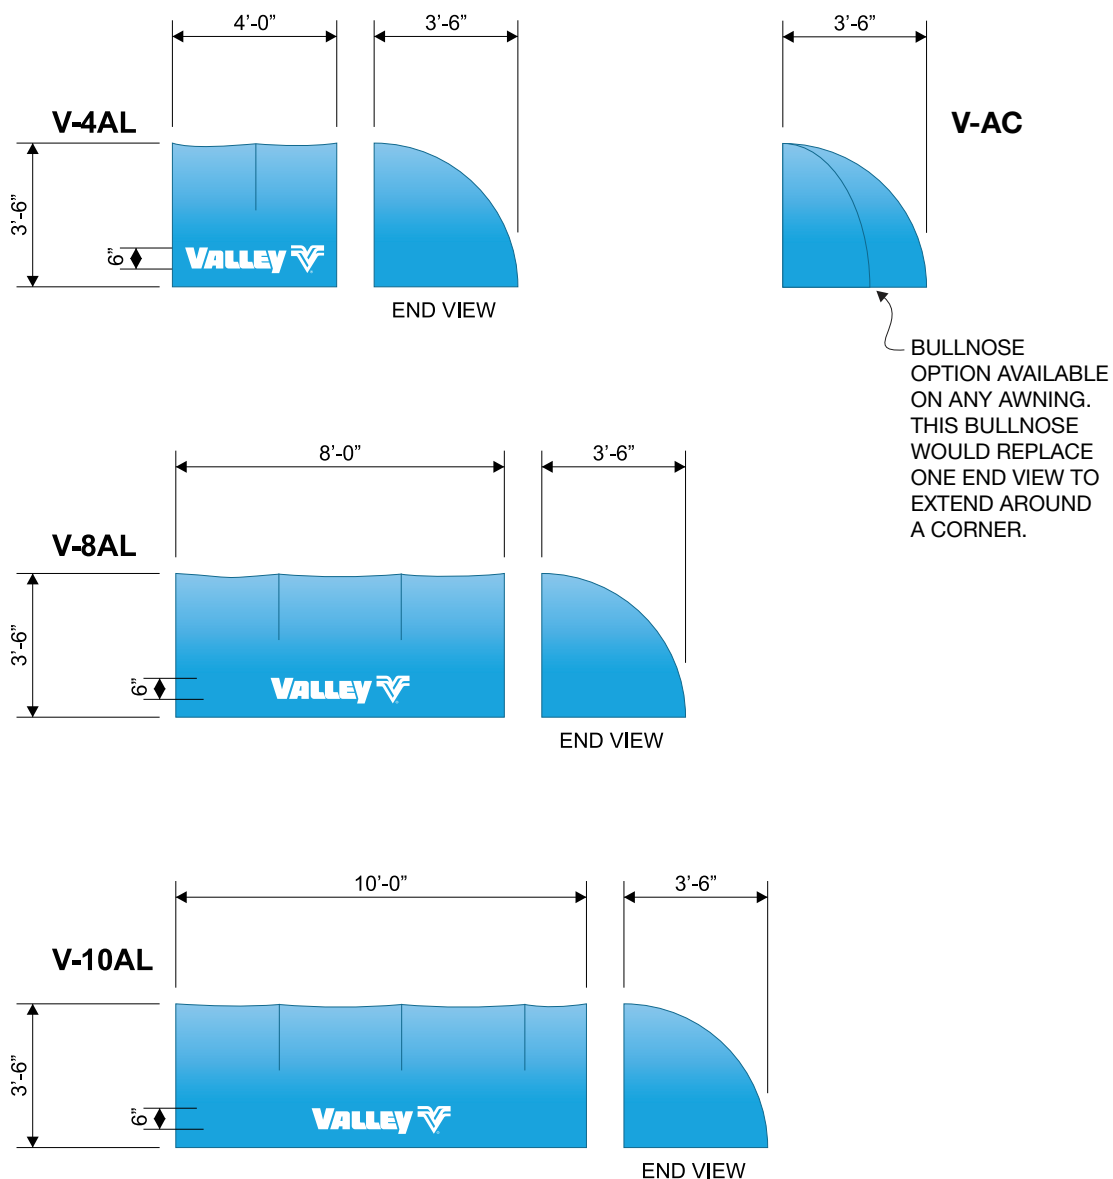 4’-0”
3’-6”
3’-6”
V-4AL
V-AC
3’-6”
6”
VALLEY
END VIEW
BULLNOSE
OPTION AVAILABLE
ON ANY AWNING.
THIS BULLNOSE
WOULD REPLACE
ONE END VIEW TO
EXTEND AROUND
A CORNER.
8’-0”
3’-6”
V-8AL
3’-6”
6”
VALLEY
END VIEW
10’-0”
3’-6”
V-10AL
3’-6”
6”
VALLEY
END VIEW